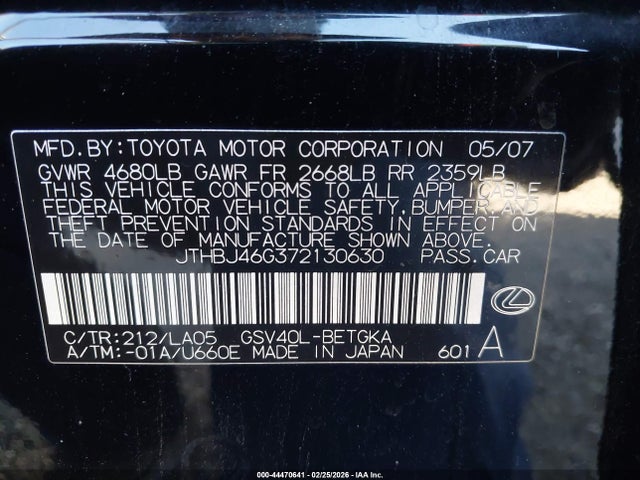 MFD.BY:TOYOTA MOTOR CORPORATION 05/07
GVWR 4680LB GAWR FR 2668LB RR 2359LB
THIS VEHICLE CONFORMS TO ALL APPLICABLE
FEDERAL MOTOR VEHICLE SAFETY,BUMPER,AND
THEFT PREVENTION STANDARDS IN EFFECT ON
THE DATE OF MANUFACTURE SHOWN ABOVE.
JTHBJ46G372130630 PASS.CAR
C/TR:212/LA05 GSV40L-BETGKA
A/TM:-01A/U660E MADE IN JAPAN 601 A
000-44470641 - 02/25/2026 - IAA Inc.